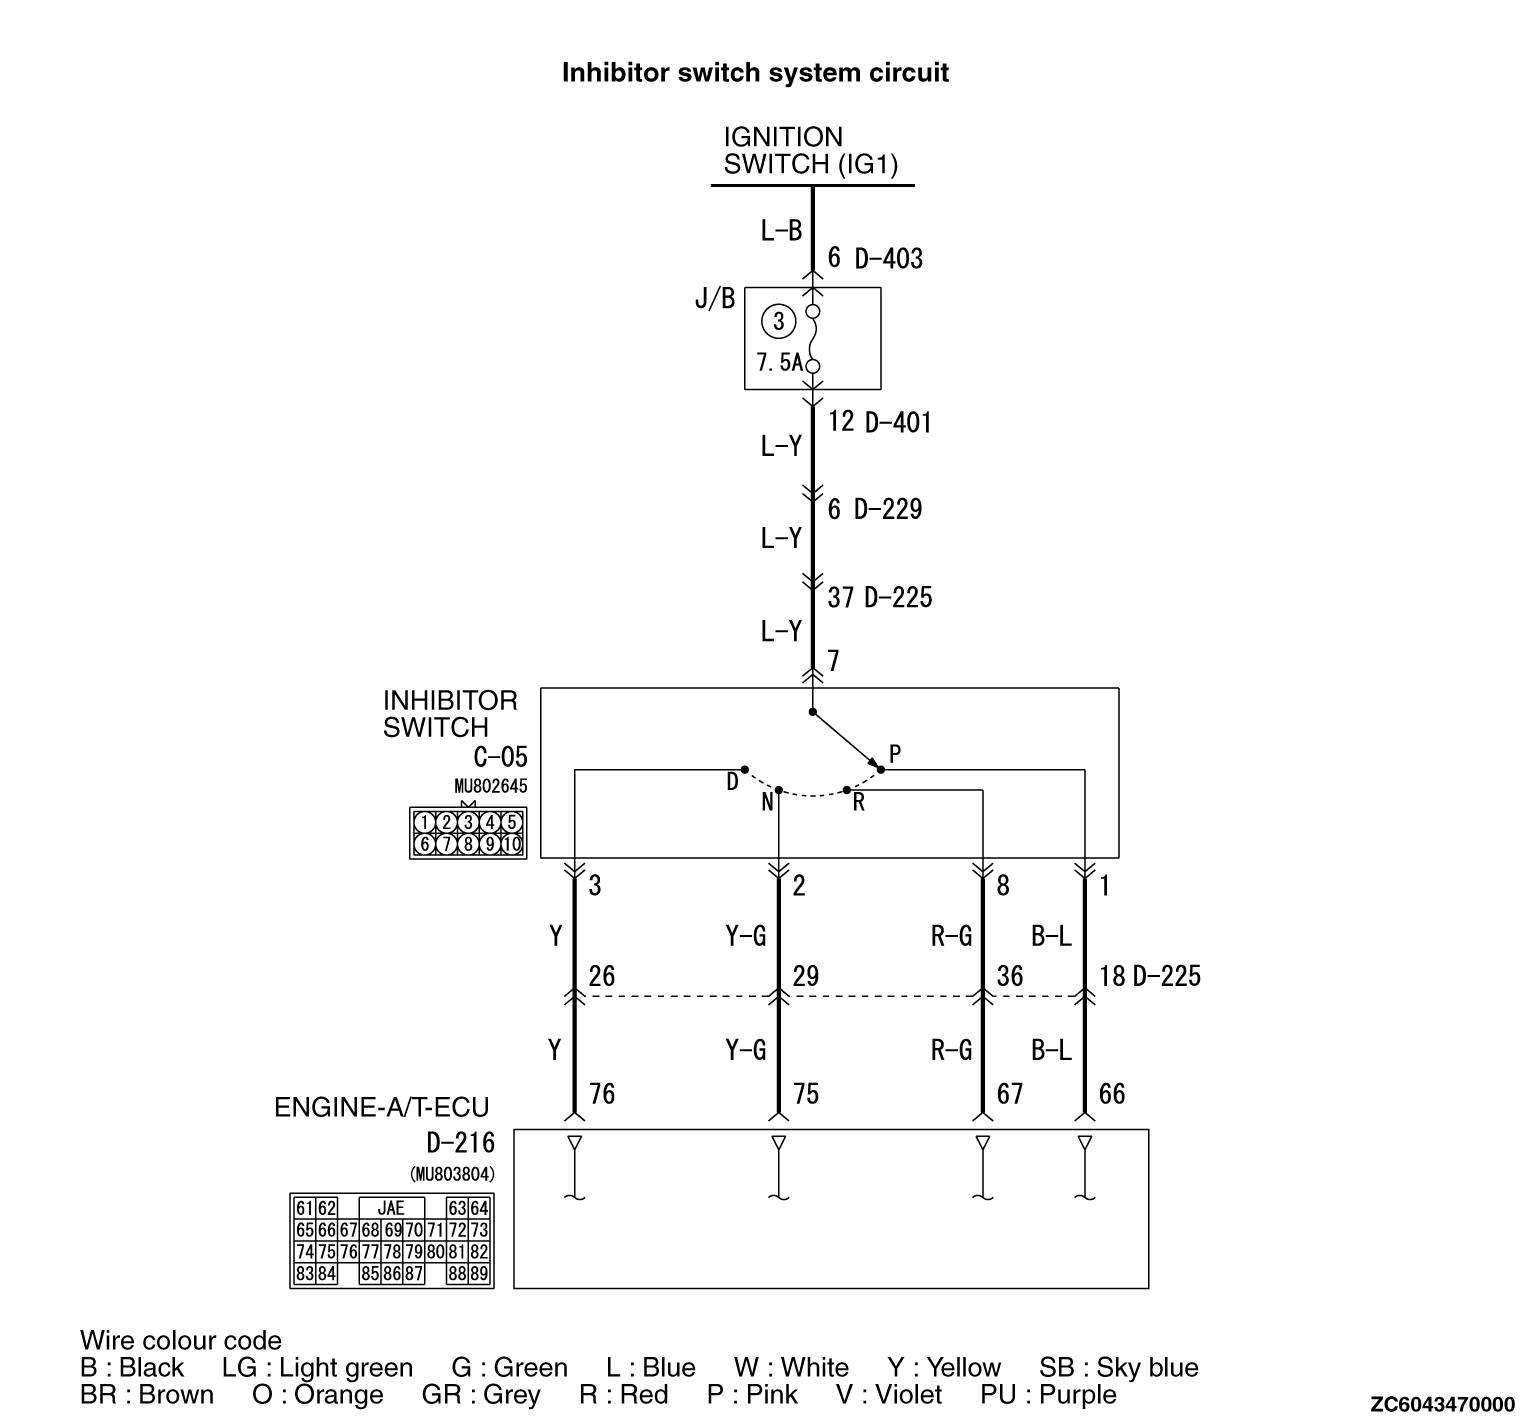 Inhibitor switch system circuit
IGNITION
SWITCH (IG1)
L-B
6 D-403
J/B
3
7.5A
12 D-401
L-Y
6 D-229
L-Y
37 D-225
L-Y
7
INHIBITOR
SWITCH
C-05
MU802645
1 2 3 4 5
6 7 8 9 10
P
D
N R
3 2 8 1
Y Y-G R-G B-L
26 29 36 18 D-225
Y Y-G R-G B-L
76 75 67 66
ENGINE-A/T-ECU
D-216
(MU803804)
61 62 JAE 63 64
65 66 67 68 69 70 71 72 73
74 75 76 77 78 79 80 81 82
83 84 85 86 87 88 89
Wire colour code
B : Black LG : Light green G : Green L : Blue W : White Y : Yellow SB : Sky blue
BR : Brown O : Orange GR : Grey R : Red P : Pink V : Violet PU : Purple
ZC6043470000